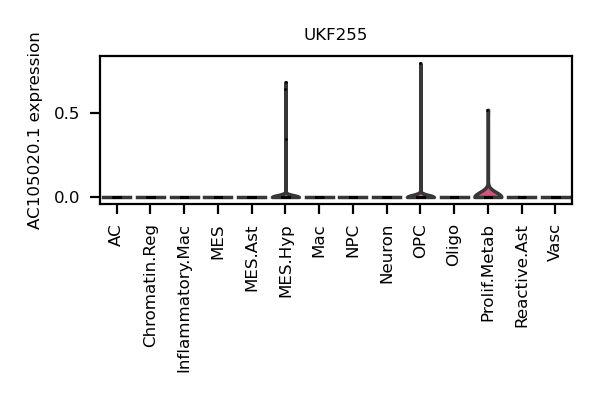 UKF255
AC105020.1 expression
0.5
0.0
AC
Chromatin.Reg
Inflammatory.Mac
MES
MES.Ast
MES.Hyp
Mac
NPC
Neuron
OPC
Oligo
Prolif.Metab
Reactive.Ast
Vasc